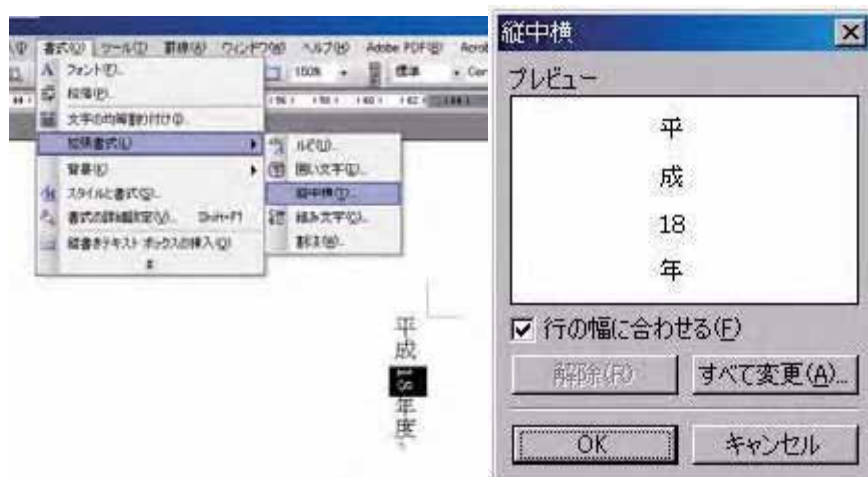 書式(O) ツール(T) 罫線(A) ウィンドウ(W) ヘルプ(H) Adobe PDF(B)
100% 標準
フォント(F)...
段落(P)...
文字の均等割り付け(I)...
拡張書式(L)
背景(K)
スタイルと書式(S)...
書式の詳細設定(V)... Shift+F1
縦書きテキスト ボックスの挿入(Q)
ルビ(U)...
囲い文字(E)...
縦中横(T)...
組み文字(C)...
割注(W)...
平成18年度、
縦中横
プレビュー
平
成
18
年
行の幅に合わせる(F)
解除(R)
すべて変更(A)...
OK
キャンセル